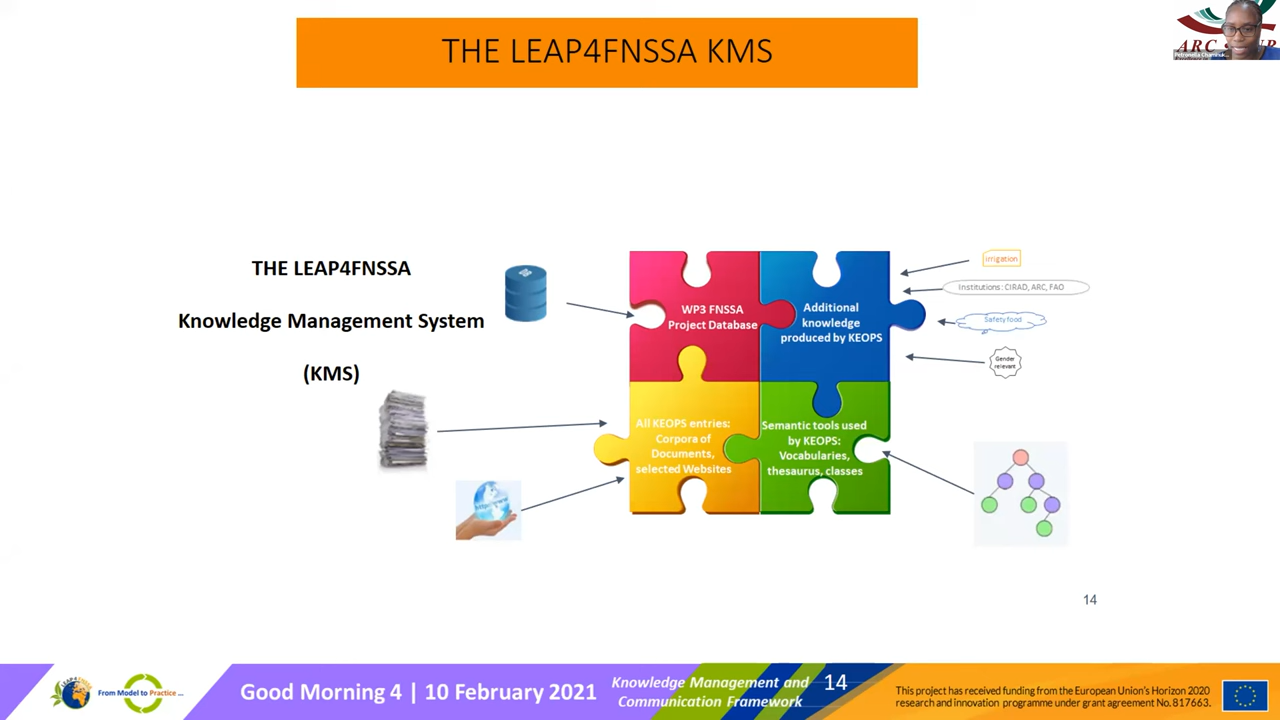 THE LEAP4FNSSA KMS
ARC
Petronella Chaminuk...
THE LEAP4FNSSA
Knowledge Management System
(KMS)
WP3 FNSSA
Project Database
Additional
knowledge
produced by KEOPS
All KEOPS entries:
Corpora of
Documents,
selected Websites
Semantic tools used
by KEOPS:
Vocabularies,
thesaurus, classes
irrigation
Institutions: CIRAD, ARC, FAO
Safety food
Gender
relevant
14
From Model to Practice ...
Good Morning 4 | 10 February 2021
Knowledge Management and
Communication Framework
14
This project has received funding from the European Union's Horizon 2020
research and innovation programme under grant agreement No. 817663.